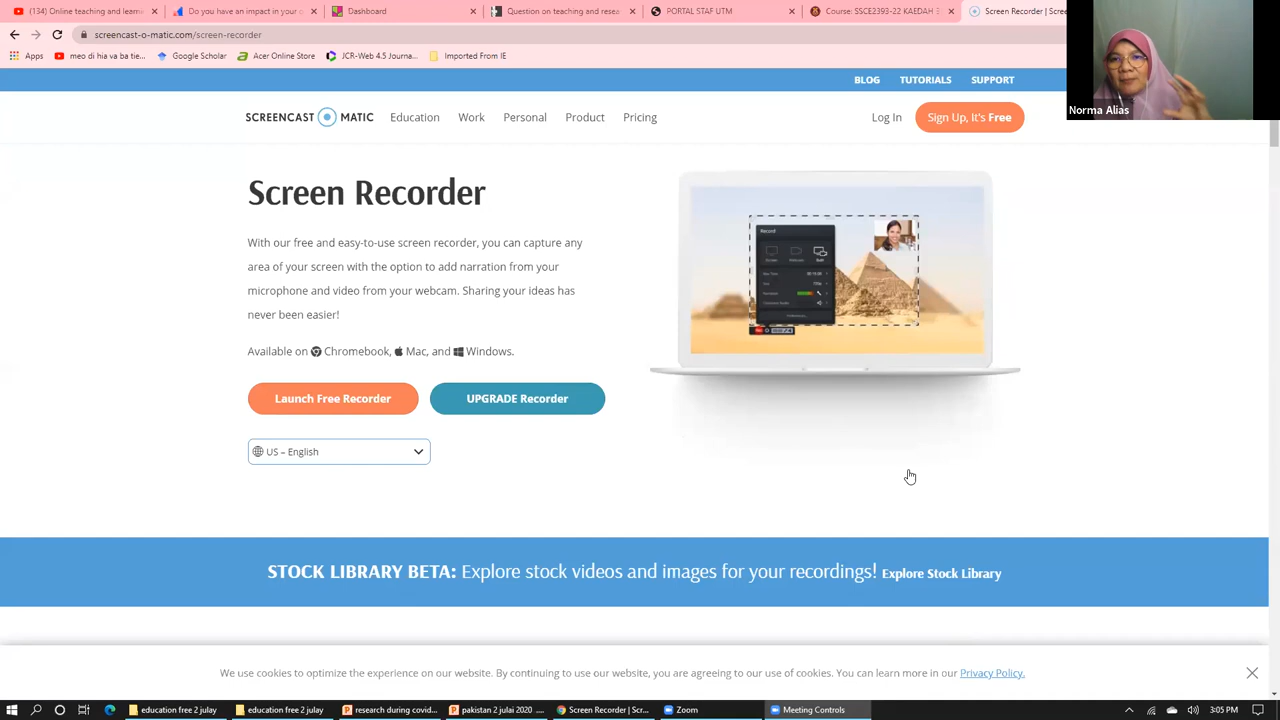 (134) Online teaching and learni
Do you have an impact in your c
Dashboard
Question on teaching and resea
PORTAL STAF UTM
Course: SSCE2393-22 KAEDAH
Screen Recorder | Scre
screencast-o-matic.com/screen-recorder
Apps
meo di hia va ba tie...
Google Scholar
Acer Online Store
JCR-Web 4.5 Journa...
Imported From IE
Norma Alias
BLOG
TUTORIALS
SUPPORT
SCREENCAST MATIC
Education
Work
Personal
Product
Pricing
Log In
Sign Up, It's Free
Screen Recorder
With our free and easy-to-use screen recorder, you can capture any
area of your screen with the option to add narration from your
microphone and video from your webcam. Sharing your ideas has
never been easier!
Available on Chromebook, Mac, and Windows.
Launch Free Recorder
UPGRADE Recorder
US – English
Record
STOCK LIBRARY BETA: Explore stock videos and images for your recordings! Explore Stock Library
We use cookies to optimize the experience on our website. By continuing to use our website, you are agreeing to our use of cookies. You can learn more in our Privacy Policy.
education free 2 julay
education free 2 julay
research during covid...
pakistan 2 julai 2020 ...
Screen Recorder | Scr...
Zoom
Meeting Controls
3:05 PM